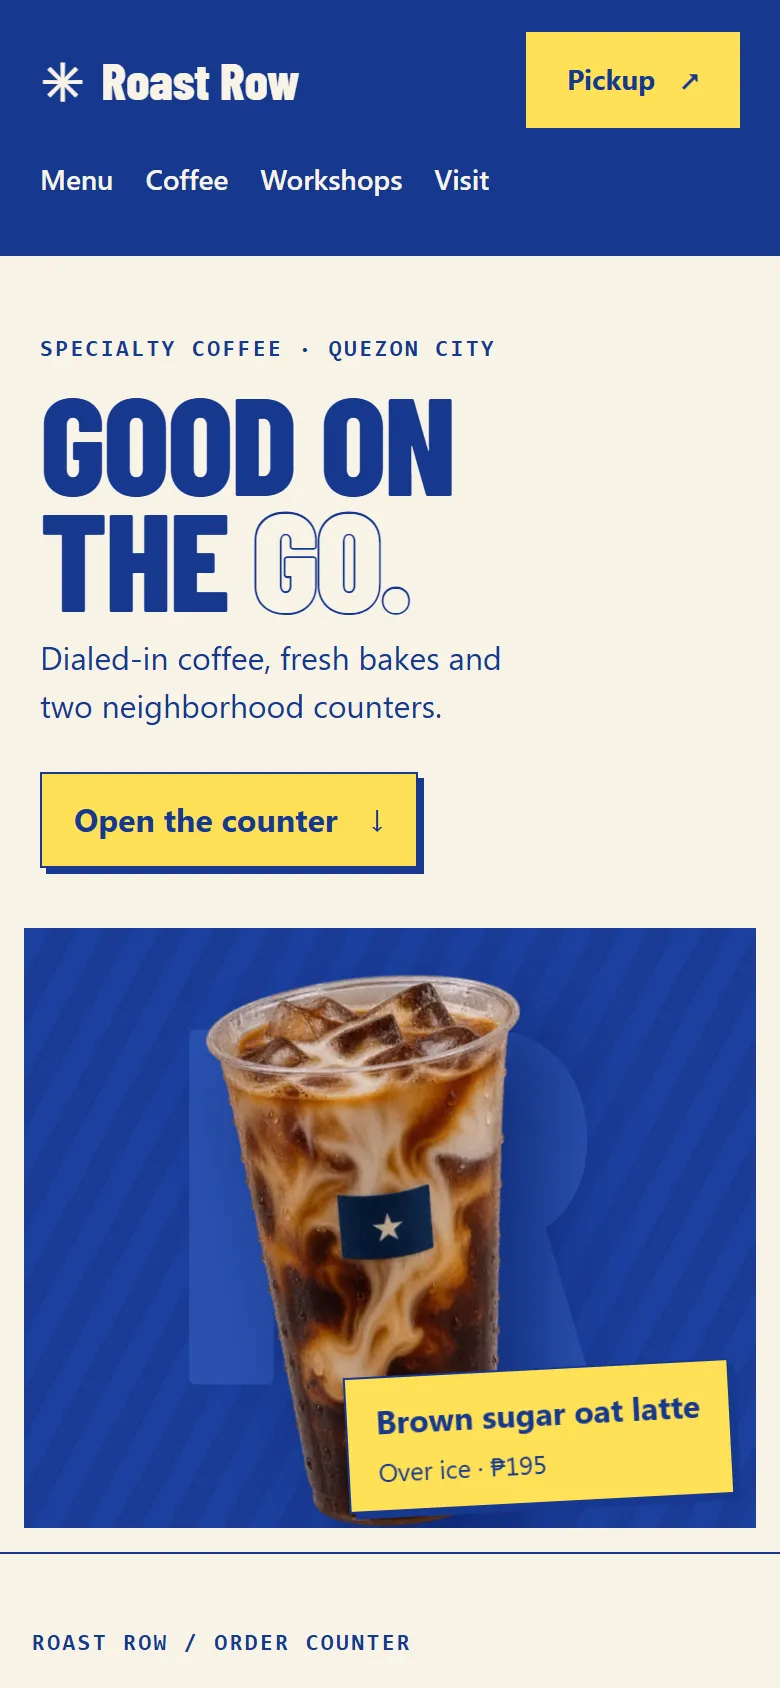 Roast Row
Pickup ↗
Menu Coffee Workshops Visit
SPECIALTY COFFEE · QUEZON CITY
GOOD ON
THE GO.
Dialed-in coffee, fresh bakes and
two neighborhood counters.
Open the counter ↓
R
Brown sugar oat latte
Over ice · ₱195
ROAST ROW / ORDER COUNTER